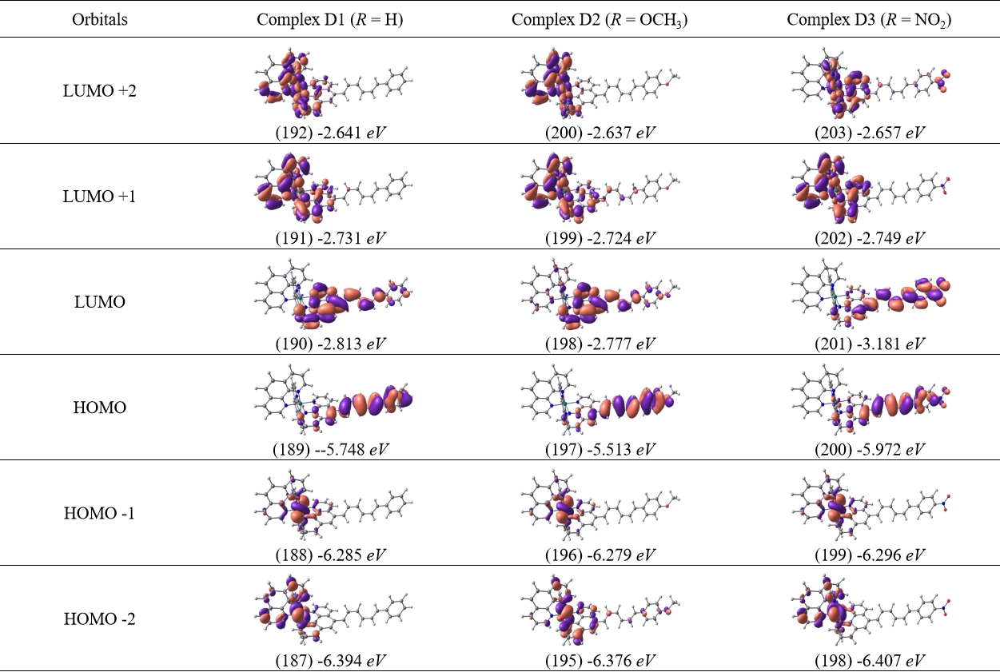 Orbitals Complex D1 (R = H) Complex D2 (R = OCH₃) Complex D3 (R = NO₂)
LUMO +2
(192) -2.641 eV (200) -2.637 eV (203) -2.657 eV
LUMO +1
(191) -2.731 eV (199) -2.724 eV (202) -2.749 eV
LUMO
(190) -2.813 eV (198) -2.777 eV (201) -3.181 eV
HOMO
(189) --5.748 eV (197) -5.513 eV (200) -5.972 eV
HOMO -1
(188) -6.285 eV (196) -6.279 eV (199) -6.296 eV
HOMO -2
(187) -6.394 eV (195) -6.376 eV (198) -6.407 eV